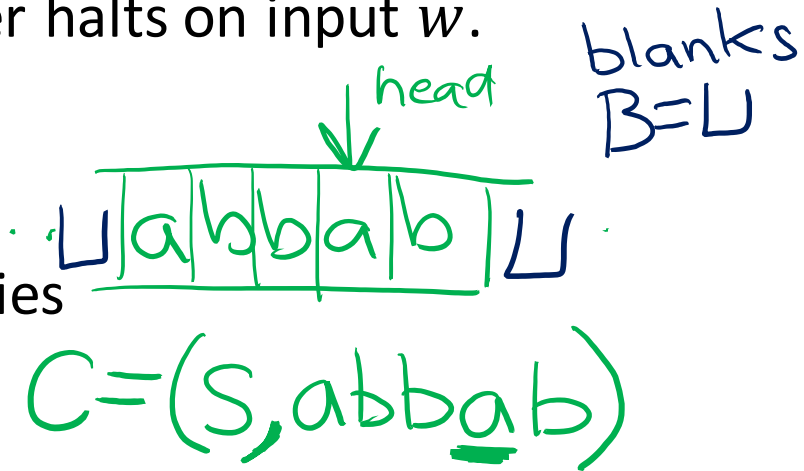 er halts on input w.
blanks
B=⊔
head
⊔ a b b a b ⊔
ies
C=(S,abbab)